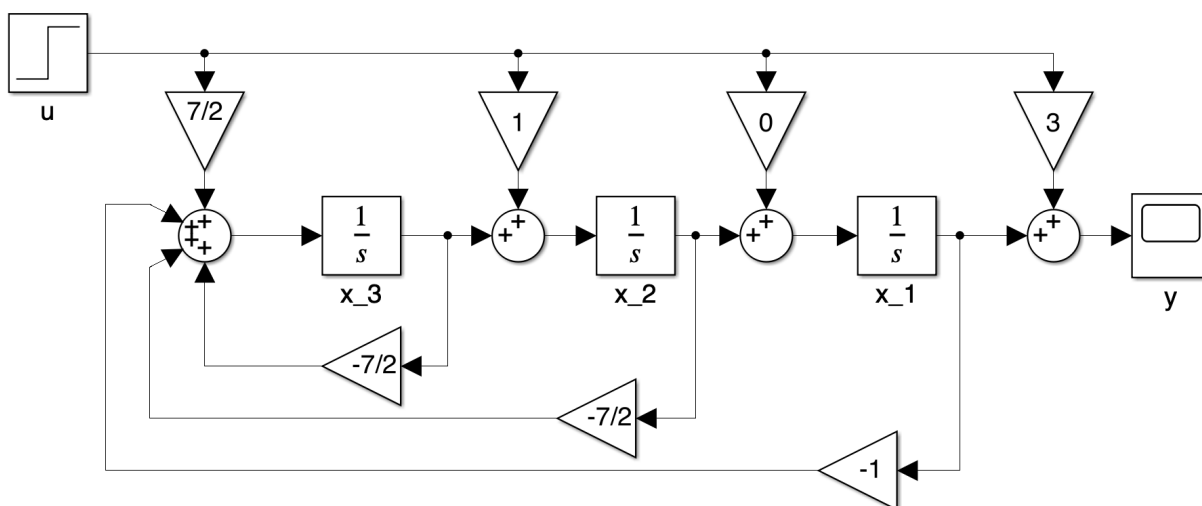 u
7/2
1
0
3
+
+
+
+
+
+
+
+
+
+
1
s
x_3
1
s
x_2
1
s
x_1
y
-7/2
-7/2
-1